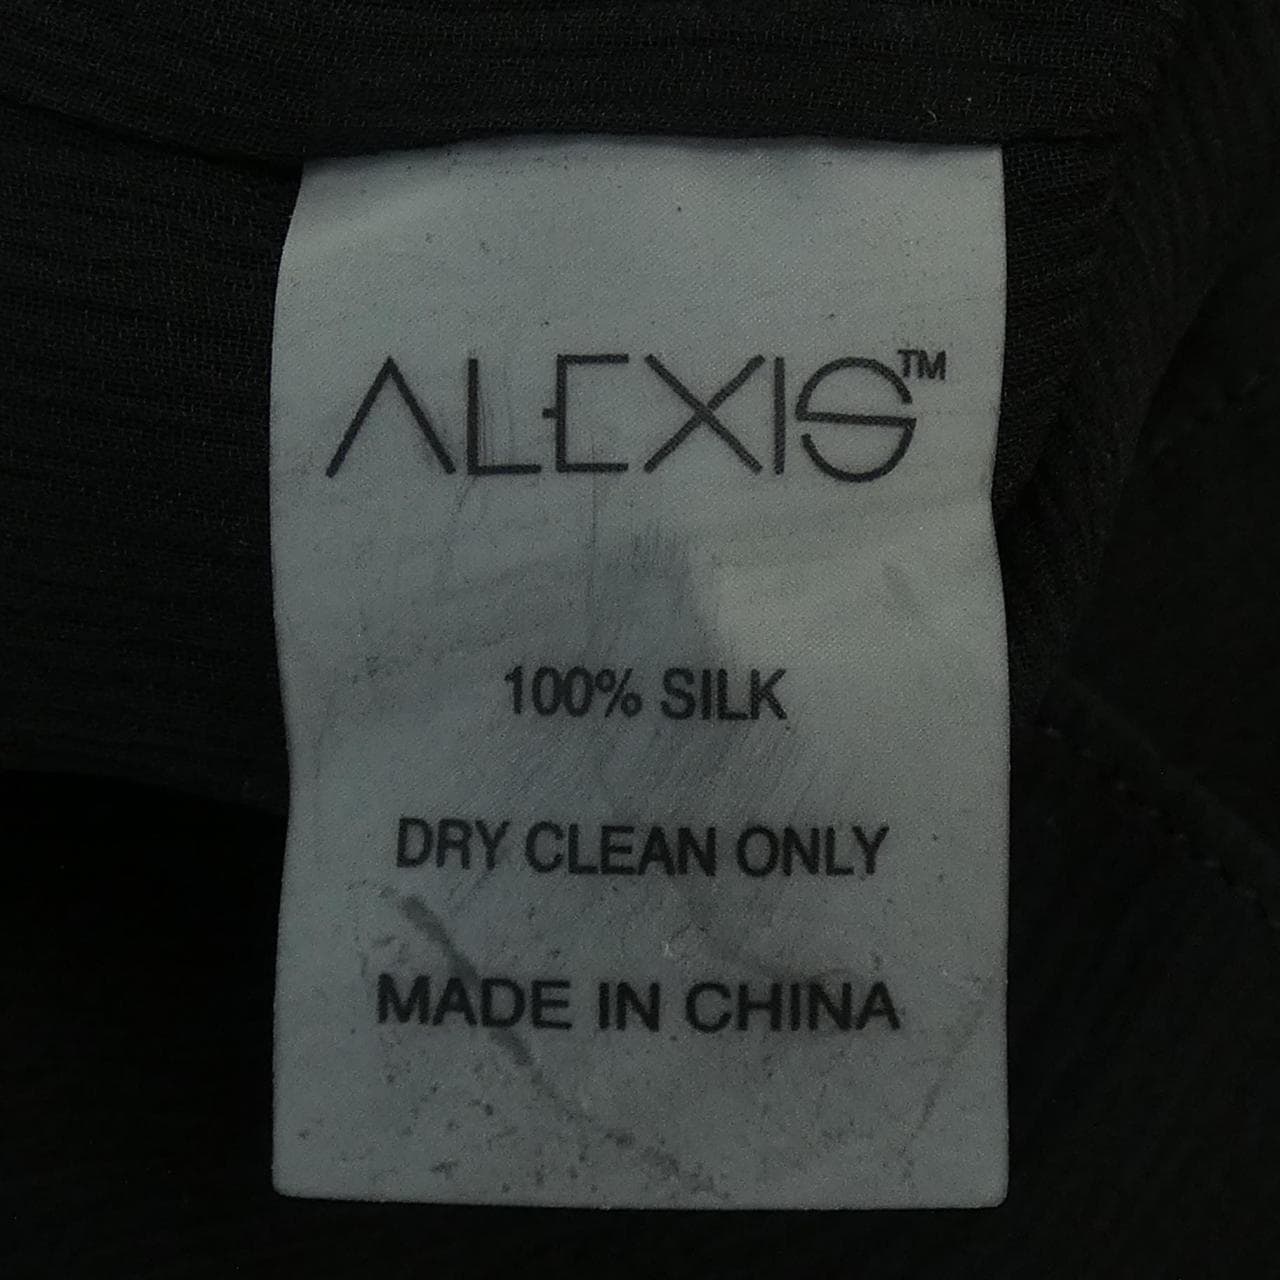 ALEXIS™
100% SILK
DRY CLEAN ONLY
MADE IN CHINA